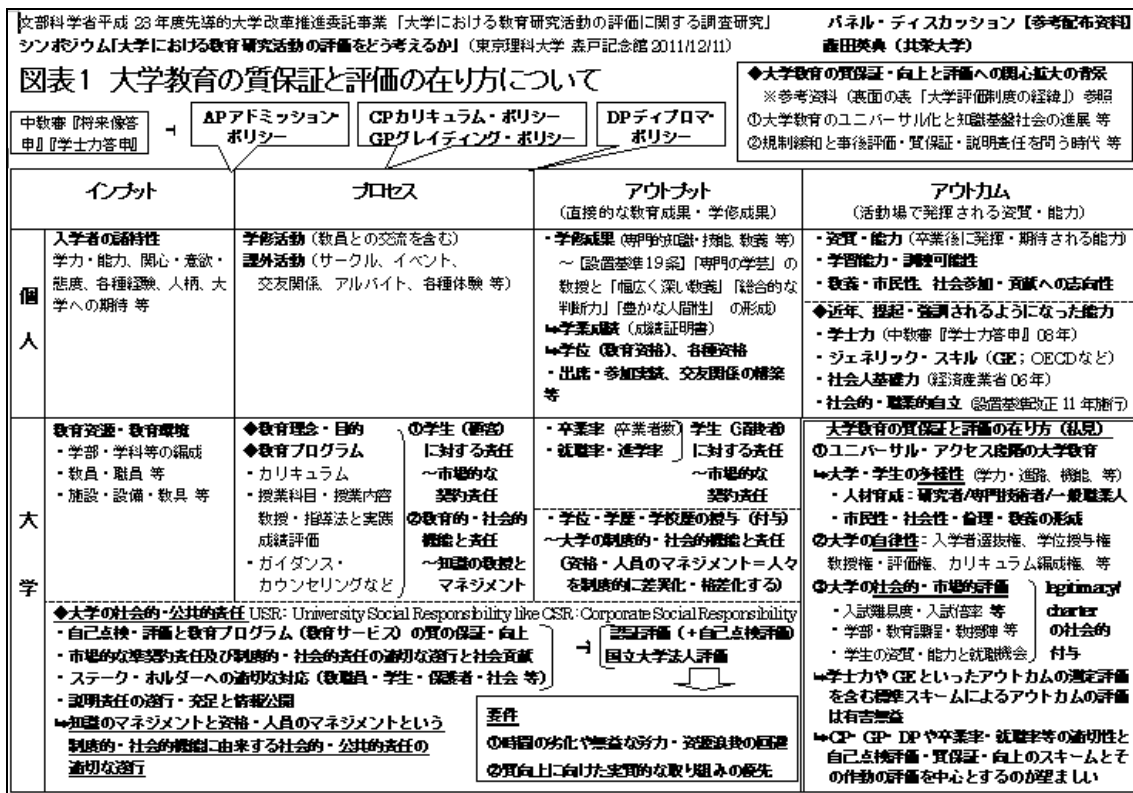 文部科学省平成 23 年度先導的大学改革推進委託事業 「大学における教育研究活動の評価に関する調査研究」
シンポジウム「大学における教育研究活動の評価をどう考えるか」（東京理科大学 森戸記念館 2011/12/11）
パネル・ディスカッション【参考配布資料】
藤田英典（共栄大学）
図表1 大学教育の質保証と評価の在り方について
◆大学教育の質保証・向上と評価への関心拡大の背景
※参考資料（裏面の表「大学評価制度の経緯」）参照
①大学教育のユニバーサル化と知識基盤社会の進展 等
②規制緩和と事後評価・質保証・説明責任を問う時代 等
中教審『将来像答
申』『学士力答申』
APアドミッション・
ポリシー
CPカリキュラム・ポリシー
GPグレイディング・ポリシー
DPディプロマ・
ポリシー
インプット
プロセス
アウトプット
（直接的な教育成果・学修成果）
アウトカム
（活動場で発揮される資質・能力）
個
人
入学者の諸特性
学力・能力、関心・意欲・
態度、各種経験、人柄、大
学への期待 等
学修活動（教員との交流を含む）
課外活動（サークル、イベント、
交友関係、アルバイト、各種体験 等）
・学修成果（専門的知識・技能、教養 等）
～【設置基準19条】「専門の学芸」の
教授と「幅広く深い教養」「総合的な
判断力」「豊かな人間性」 の形成）
↳学業成績（成績証明書）
↳学位（教育資格）、各種資格
・出席・参加実績、交友関係の構築
等
・資質・能力（卒業後に発揮・期待される能力）
・学習能力・訓練可能性
・教養・市民性、社会参加・貢献への志向性
◆近年、提起・強調されるようになった能力
・学士力（中教審『学士力答申』08年）
・ジェネリック・スキル（GE；OECDなど）
・社会人基礎力（経済産業省06年）
・社会的・職業的自立（設置基準改正11年施行）
大
学
教育資源・教育環境
・学部・学科等の編成
・教員・職員 等
・施設・設備・教具 等
◆教育理念・目的
◆教育プログラム
・カリキュラム
・授業科目・授業内容
教授・指導法と実践
成績評価
・ガイダンス・
カウンセリングなど
①学生（顧客）
に対する責任
～市場的な
契約責任
②教育的・社会的
機能と責任
～知識の教授と
マネジメント
・卒業率（卒業者数）
・就職率・進学率
学生（消費者）
に対する責任
～市場的な
契約責任
・学位・学歴・学校歴の授与（付与）
～大学の制度的・社会的機能と責任
（資格・人員のマネジメント＝人々
を制度的に差異化・格差化する）
大学教育の質保証と評価の在り方（私見）
①ユニバーサル・アクセス段階の大学教育
↳大学・学生の多様性（学力・進路、機能、等）
・人材育成：研究者/専門技術者/一般職業人
・市民性・社会性・倫理・教養の形成
②大学の自律性：入学者選抜権、学位授与権
教授権・評価権、カリキュラム編成権、等
③大学の社会的・市場的評価
・入試難易度・入試倍率 等
・学部・教育課程・教授陣 等
・学生の資質・能力と就職機会
legitimacy/
charter
の社会的
付与
↳学士力や GE といったアウトカムの測定評価
を含む標準スキームによるアウトカムの評価
は有害無益
↳CP・GP・DP や卒業率・就職率等の適切性と
自己点検評価・質保証・向上のスキームとそ
の作動の評価を中心とするのが望ましい
◆大学の社会的・公共的責任 USR: University Social Responsibility like CSR: Corporate Social Responsibility
・自己点検・評価と教育プログラム（教育サービス）の質の保証・向上
・市場的な準契約責任及び制度的・社会的責任の適切な遂行と社会貢献
・ステーク・ホルダーへの適切な対応（教職員・学生・保護者・社会 等）
・説明責任の遂行・充足と情報公開
↳知識のマネジメントと資格・人員のマネジメントという
制度的・社会的機能に由来する社会的・公共的責任の
適切な遂行
認証評価（＋自己点検評価）
国立大学法人評価
要件
①時間の劣化や無益な努力・資源浪費の回避
②質向上に向けた実質的な取り組みの優先